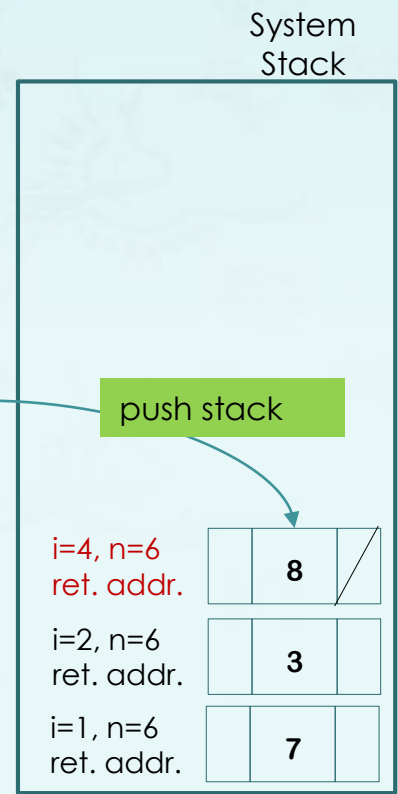 System
Stack
push stack
i=4, n=6
ret. addr.
8
i=2, n=6
ret. addr.
3
i=1, n=6
ret. addr.
7